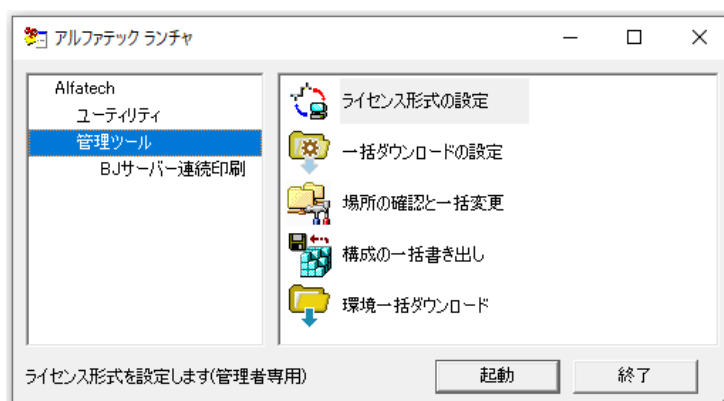 アルファテック ランチャ
Alfatech
ユーティリティ
管理ツール
BJサーバー連続印刷
ライセンス形式の設定
一括ダウンロードの設定
場所の確認と一括変更
構成の一括書き出し
環境一括ダウンロード
ライセンス形式を設定します(管理者専用)
起動
終了